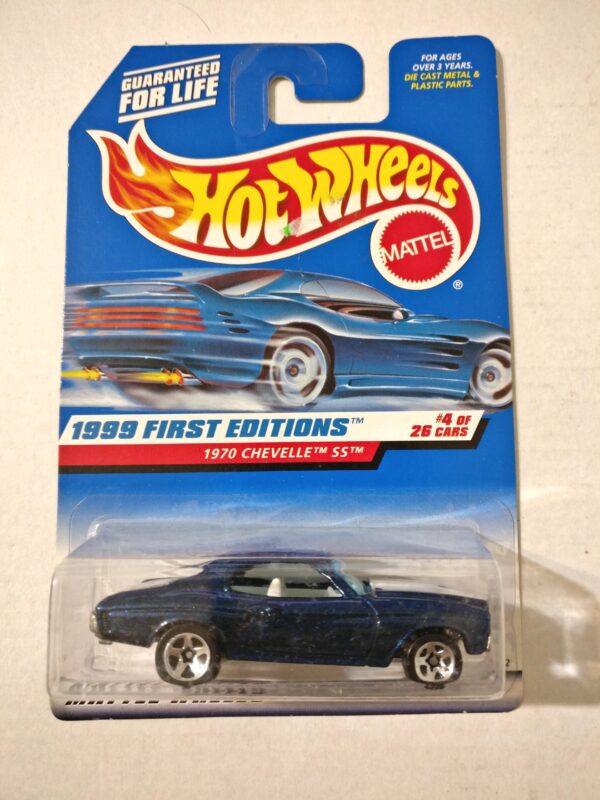 GUARANTEED
FOR LIFE
FOR AGES
OVER 3 YEARS.
DIE CAST METAL &
PLASTIC PARTS.
HOT WHEELS
MATTEL
®
1999 FIRST EDITIONS™
#4 OF
26 CARS
1970 CHEVELLE™ SS™
2